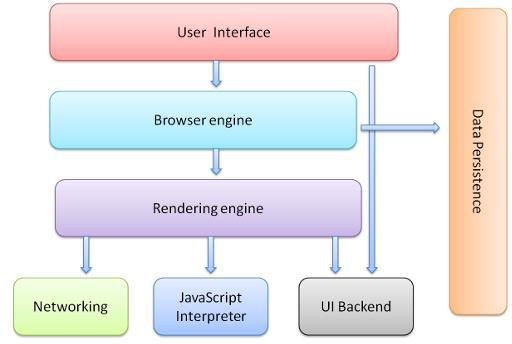 User Interface
Browser engine
Rendering engine
Networking
JavaScript
Interpreter
UI Backend
Data Persistence